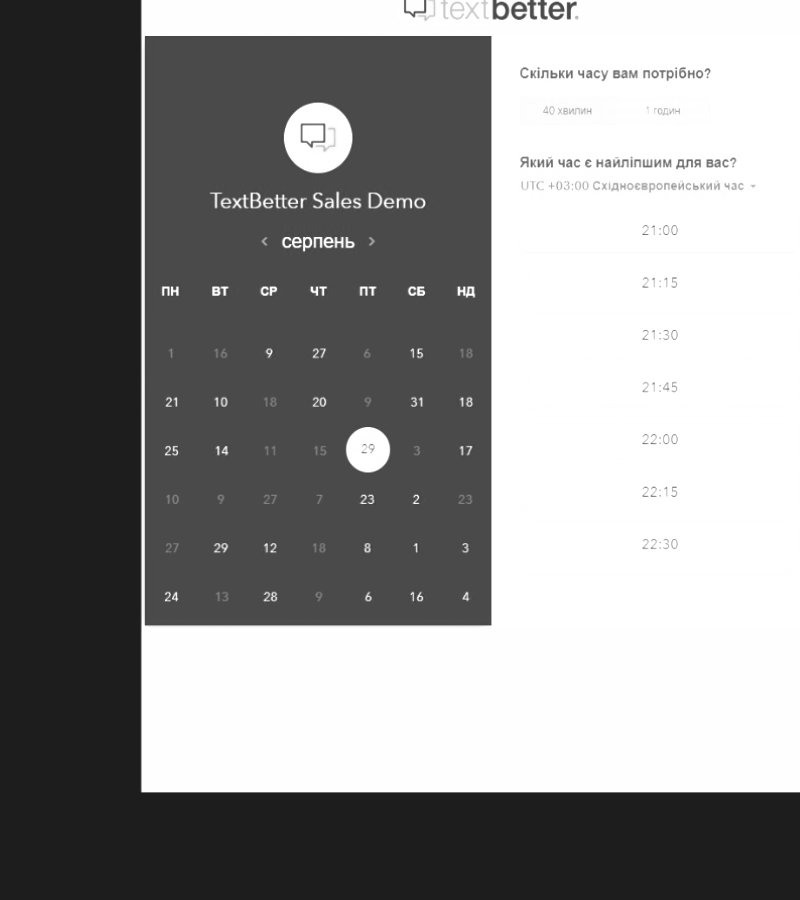 textbetter.
TextBetter Sales Demo
< серпень >
ПН ВТ СР ЧТ ПТ СБ НД
1 16 9 27 6 15 18
21 10 18 20 9 31 18
25 14 11 15 29 3 17
10 9 27 7 23 2 23
27 29 12 18 8 1 3
24 13 28 9 6 16 4
Скільки часу вам потрібно?
40 хвилин 1 годин
Який час є найліпшим для вас?
UTC +03:00 Східноєвропейський час
21:00
21:15
21:30
21:45
22:00
22:15
22:30